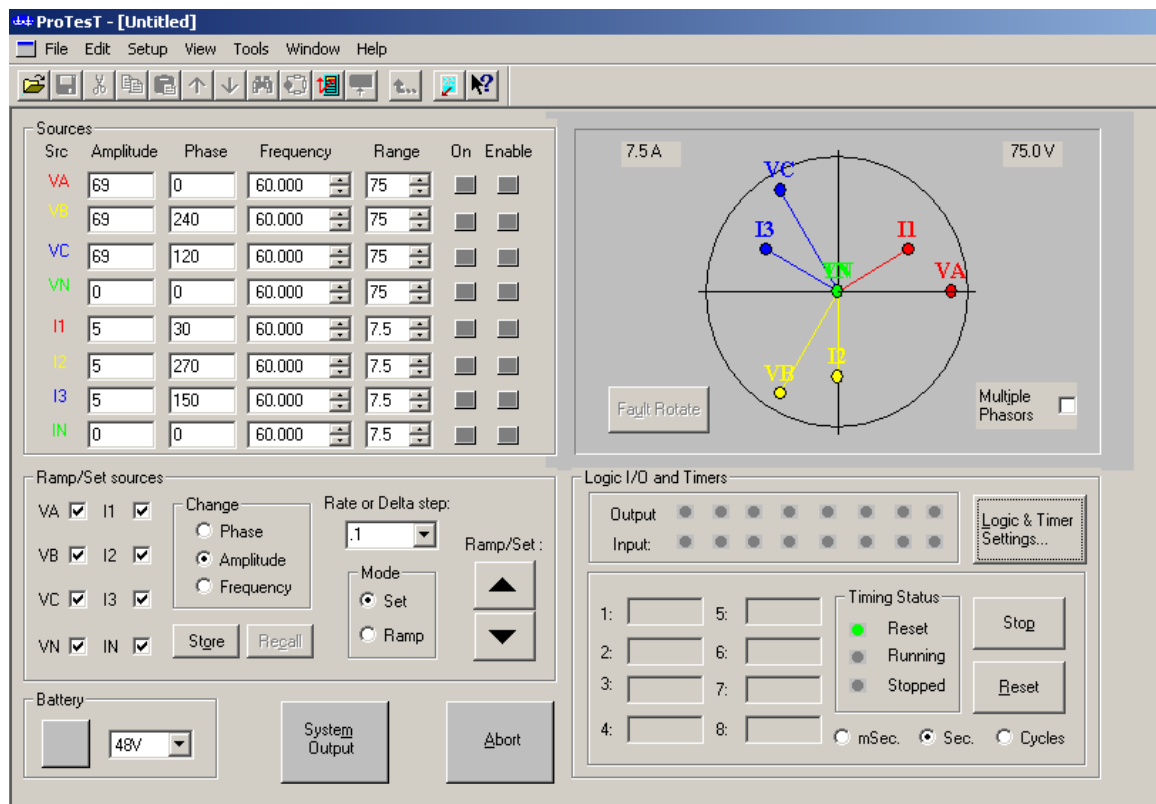 ProTesT - [Untitled]
File Edit Setup View Tools Window Help
Sources
Src Amplitude Phase Frequency Range On Enable
VA 69 0 60.000 75
VB 69 240 60.000 75
VC 69 120 60.000 75
VN 0 0 60.000 75
I1 5 30 60.000 7.5
I2 5 270 60.000 7.5
I3 5 150 60.000 7.5
IN 0 0 60.000 7.5
7.5 A 75.0 V
VC
I3 I1
VN VA
VB I2
Fault Rotate
Multiple
Phasors
Ramp/Set sources
VA I1
VB I2
VC I3
VN IN
Change
Phase
Amplitude
Frequency
Store Recall
Rate or Delta step:
.1
Mode
Set
Ramp
Ramp/Set :
Battery
48V
System
Output
Abort
Logic I/O and Timers
Output
Input:
Logic & Timer
Settings...
1: 5:
2: 6:
3: 7:
4: 8:
Timing Status
Reset
Running
Stopped
Stop
Reset
mSec. Sec. Cycles